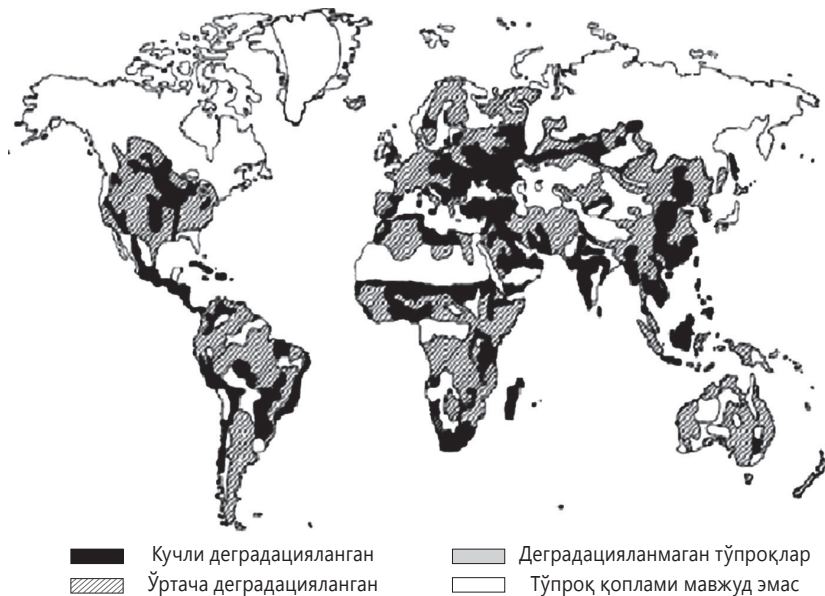 Кучли деградацияланган
Ўртача деградацияланган
Деградацияланмаган тўпроқлар
Тўпроқ қоплами мавжуд эмас